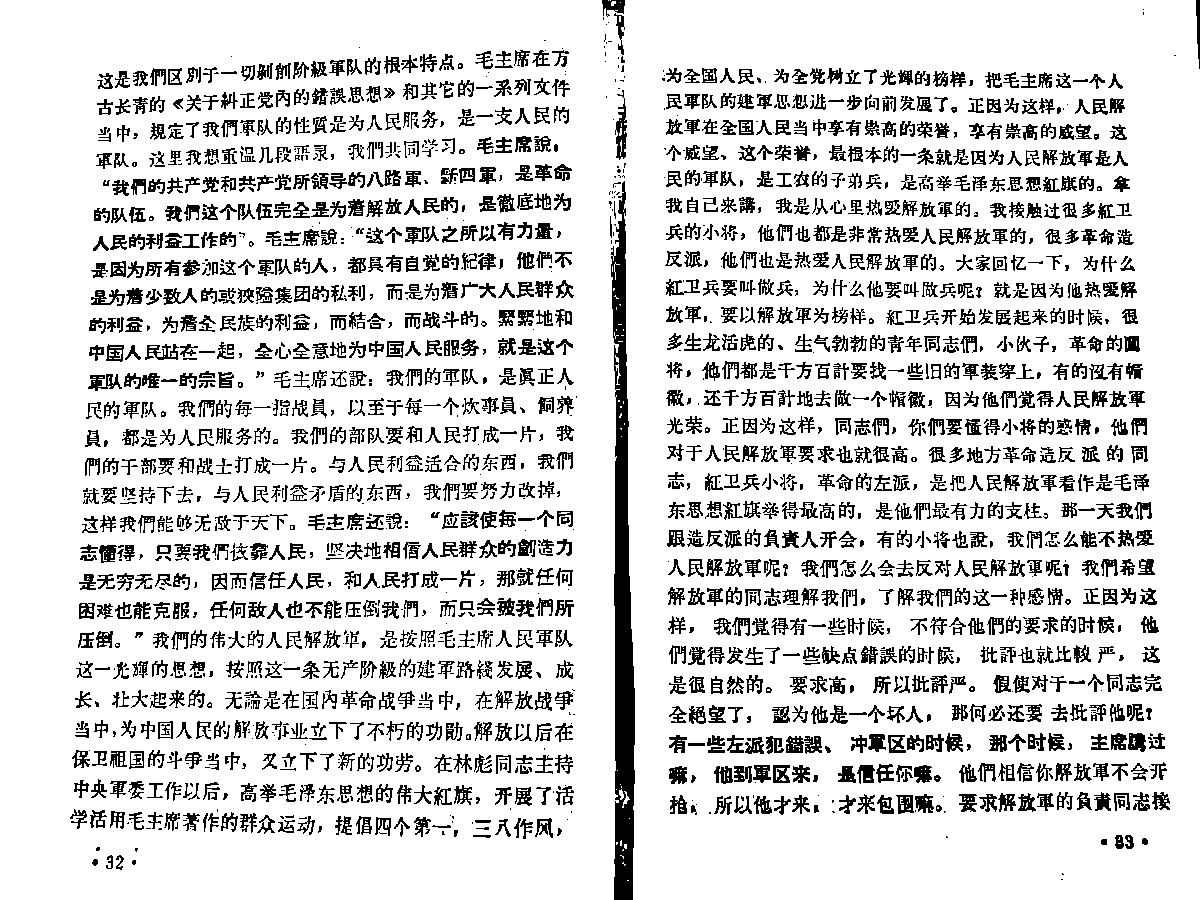 这是我們区別于一切剝削阶級軍队的根本特点。毛主席在万
古长青的《关于糾正党內的錯誤思想》和其它的一系列文件
当中，規定了我們軍队的性質是为人民服务，是一支人民的
軍队。这里我想重温几段語录，我們共同学习。毛主席說，
“我們的共产党和共产党所領导的八路軍、新四軍，是革命
的队伍。我們这个队伍完全是为着解放人民的，是徹底地为
人民的利益工作的”。毛主席說：“这个軍队之所以有力量，
是因为所有参加这个軍队的人，都具有自觉的紀律；他們不
是为着少数人的或狹隘集团的私利，而是为着广大人民群众
的利益，为着全民族的利益，而結合，而战斗的。緊緊地和
中国人民站在一起，全心全意地为中国人民服务，就是这个
軍队的唯一的宗旨。”毛主席还說：我們的軍队，是眞正人
民的軍队。我們的每一指战員，以至于每一个炊事員、飼养
員，都是为人民服务的。我們的部队要和人民打成一片，我
們的干部要和战士打成一片。与人民利益适合的东西，我們
就要坚持下去，与人民利益矛盾的东西，我們要努力改掉，
这样我們能够无敌于天下。毛主席还說：“应該使每一个同
志懂得，只要我們依靠人民，坚决地相信人民群众的創造力
是无穷无尽的，因而信任人民，和人民打成一片，那就任何
困难也能克服，任何敌人也不能压倒我們，而只会被我們所
压倒。”我們的伟大的人民解放軍，是按照毛主席人民軍队
这一光輝的思想，按照这一条无产阶級的建軍路綫发展、成
长、壮大起来的。无論是在国内革命战爭当中，在解放战爭
当中，为中国人民的解放事业立下了不朽的功勛。解放以后在
保卫祖国的斗爭当中，又立下了新的功劳。在林彪同志主持
中央軍委工作以后，高举毛泽东思想的伟大紅旗，开展了活
学活用毛主席著作的群众运动，提倡四个第一，三八作风，
·32·
为全国人民、为全党树立了光輝的榜样，把毛主席这一个人
民軍队的建軍思想进一步向前发展了。正因为这样，人民解
放軍在全国人民当中享有崇高的荣誉，享有崇高的威望。这
个威望、这个荣誉，最根本的一条就是因为人民解放軍是人
民的軍队，是工农的子弟兵，是高举毛泽东思想紅旗的。拿
我自己来講，我是从心里热爱解放軍的。我接触过很多紅卫
兵的小将，他們也都是非常热爱人民解放軍的，很多革命造
反派，他們也是热爱人民解放軍的。大家回忆一下，为什么
紅卫兵要叫做兵，为什么他要叫做兵呢？就是因为他热爱解
放軍，要以解放軍为榜样。紅卫兵开始发展起来的时候，很
多生龙活虎的、生气勃勃的青年同志們，小伙子，革命的闖
将，他們都是千方百計要找一些旧的軍装穿上，有的沒有帽
徽，还千方百計地去做一个帽徽，因为他們觉得人民解放軍
光荣。正因为这样，同志們，你們要懂得小将的感情，他們
对于人民解放軍要求也就很高。很多地方革命造反派的同
志，紅卫兵小将，革命的左派，是把人民解放軍看作是毛泽
东思想紅旗举得最高的，是他們最有力的支柱。那一天我們
跟造反派的負責人开会，有的小将也說，我們怎么能不热爱
人民解放軍呢？我們怎么会去反对人民解放軍呢？我們希望
解放軍的同志理解我們，了解我們的这一种感情。正因为这
样，我們觉得有一些时候，不符合他們的要求的时候，他
們覺得发生了一些缺点錯誤的时候，批評也就比較严，这
是很自然的。要求高，所以批評严。假使对于一个同志完
全絕望了，認为他是一个坏人，那何必还要去批評他呢？
有一些左派犯錯誤、冲軍区的时候，那个时候，主席講过
嘛，他到軍区来，是信任你嘛。他們相信你解放軍不会开
枪，所以他才来，才来包围嘛。要求解放軍的負責同志接
·33·